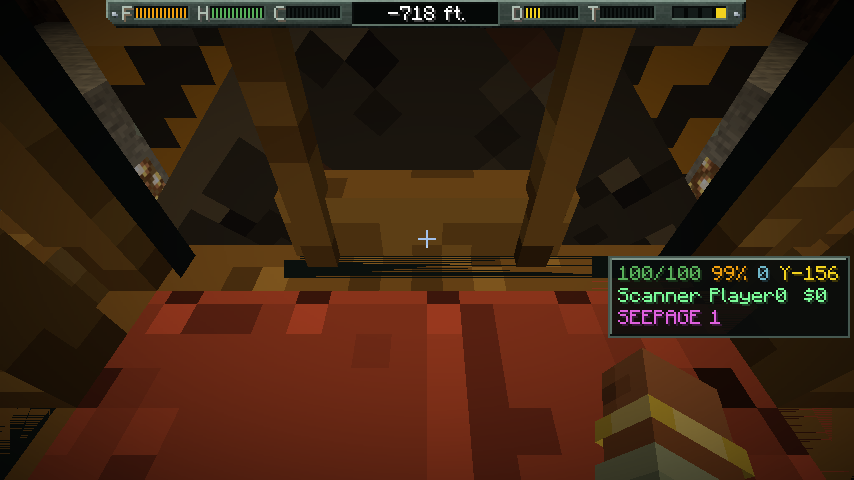 F H C -718 ft. D T
100/100 99% 0 Y-156
Scanner Player0 $0
SEEPAGE 1